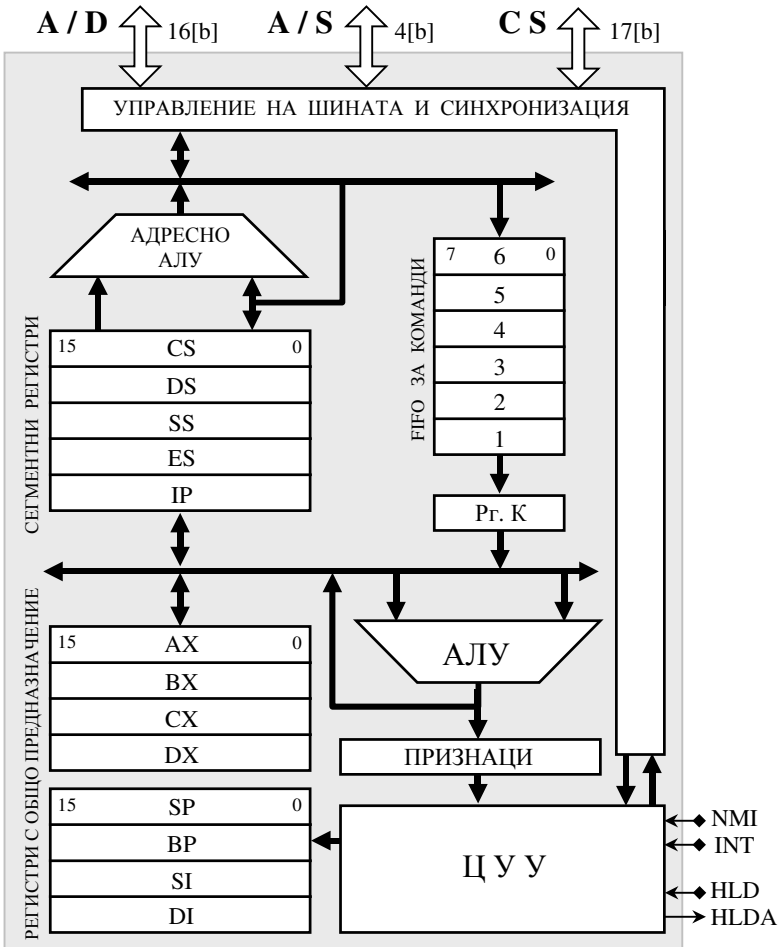 A / D 16[b] A / S 4[b] C S 17[b]
УПРАВЛЕНИЕ НА ШИНАТА И СИНХРОНИЗАЦИЯ
АДРЕСНО
АЛУ
СЕГМЕНТНИ РЕГИСТРИ
15 CS 0
DS
SS
ES
IP
FIFO ЗА КОМАНДИ
7 6 0
5
4
3
2
1
Рг. К
РЕГИСТРИ С ОБЩО ПРЕДНАЗНАЧЕНИЕ
15 AX 0
BX
CX
DX
15 SP 0
BP
SI
DI
АЛУ
ПРИЗНАЦИ
Ц У У
NMI
INT
HLD
HLDA